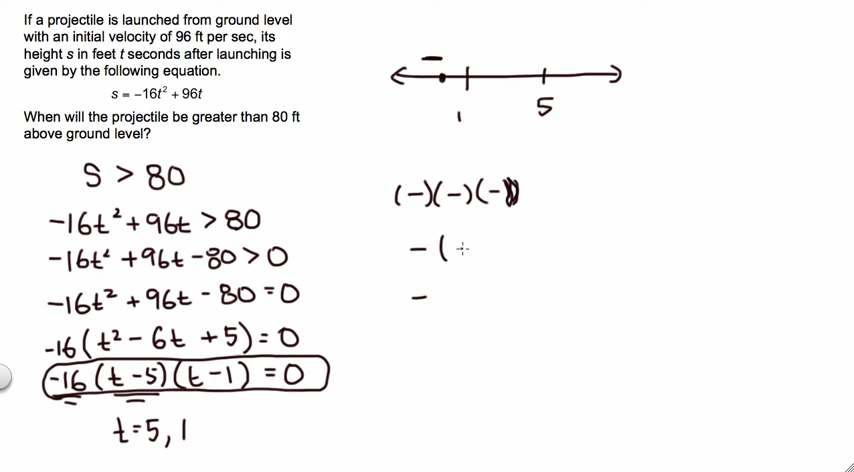 If a projectile is launched from ground level
with an initial velocity of 96 ft per sec, its
height s in feet t seconds after launching is
given by the following equation.
s = −16t² + 96t
When will the projectile be greater than 80 ft
above ground level?
S > 80
-16t² + 96t > 80
-16t² + 96t - 80 > 0
-16t² + 96t - 80 = 0
-16(t² - 6t + 5) = 0
-16(t - 5)(t - 1) = 0
t = 5, 1
−
1 5
(-)(-)(-)
- (
-